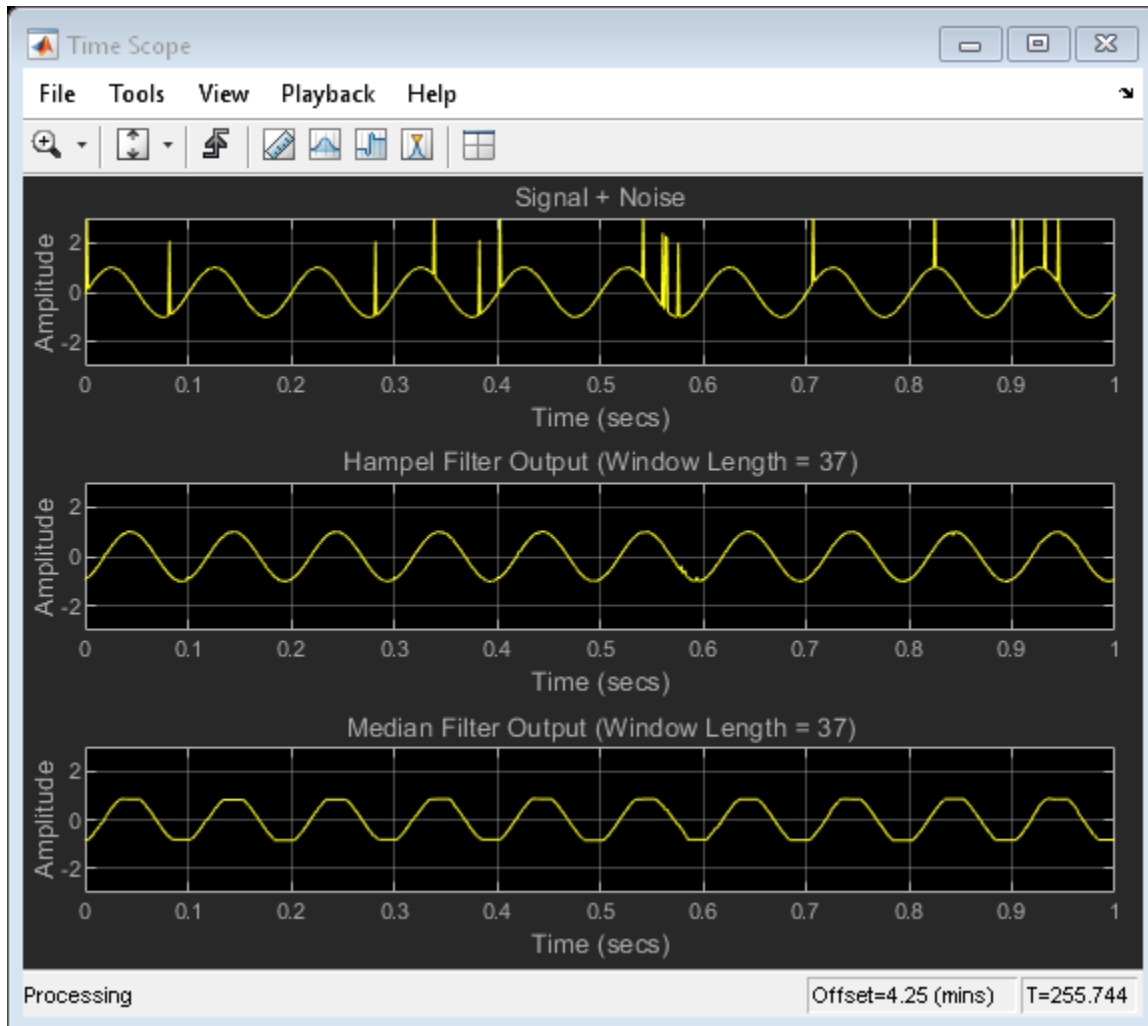 Time Scope
File Tools View Playback Help
Signal + Noise
Amplitude
2
0
-2
0 0.1 0.2 0.3 0.4 0.5 0.6 0.7 0.8 0.9 1
Time (secs)
Hampel Filter Output (Window Length = 37)
Amplitude
2
0
-2
0 0.1 0.2 0.3 0.4 0.5 0.6 0.7 0.8 0.9 1
Time (secs)
Median Filter Output (Window Length = 37)
Amplitude
2
0
-2
0 0.1 0.2 0.3 0.4 0.5 0.6 0.7 0.8 0.9 1
Time (secs)
Processing Offset=4.25 (mins) T=255.744